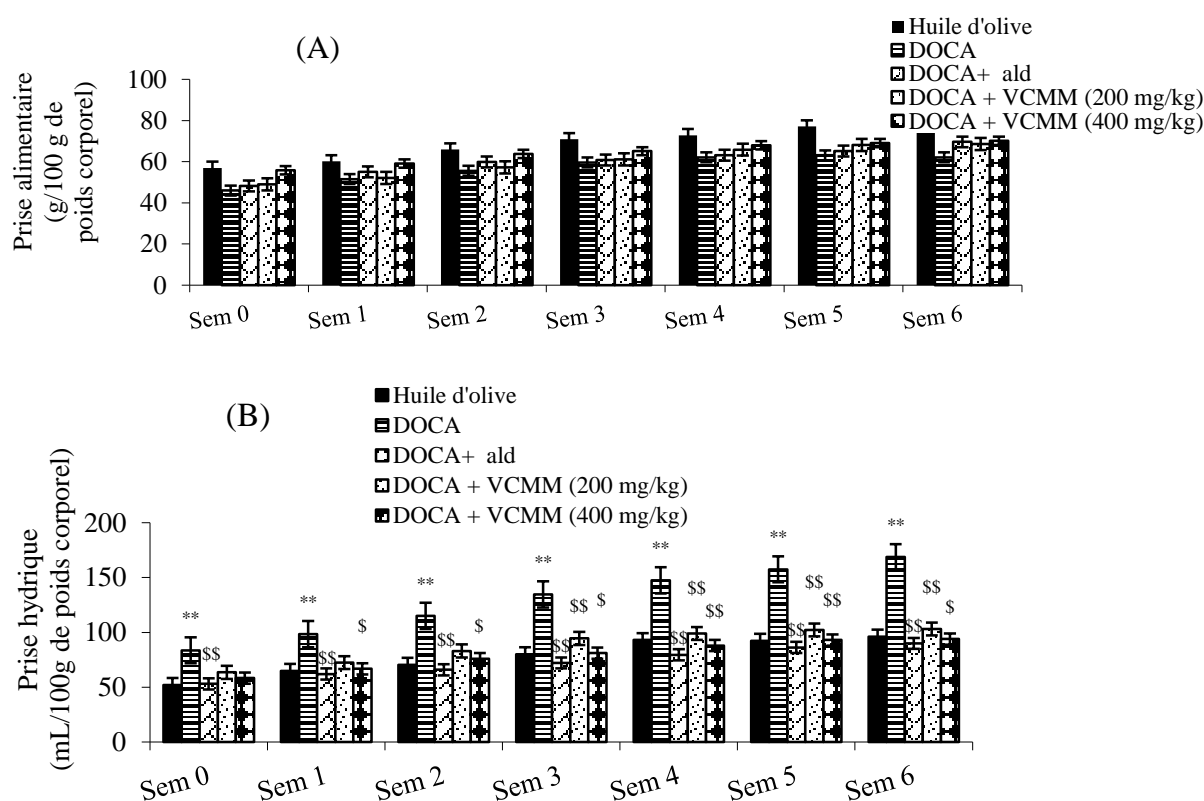 (A)
Huile d'olive
DOCA
DOCA+ ald
DOCA + VCMM (200 mg/kg)
DOCA + VCMM (400 mg/kg)
Prise alimentaire
(g/100 g de
poids corporel)
100
80
60
40
20
0
Sem 0 Sem 1 Sem 2 Sem 3 Sem 4 Sem 5 Sem 6
(B)
Huile d'olive
DOCA
DOCA+ ald
DOCA + VCMM (200 mg/kg)
DOCA + VCMM (400 mg/kg)
Prise hydrique
(mL/100g de poids corporel)
200
150
100
50
0
** $$
** $$ $
** $$ $
** $$ $$ $
** $$ $$ $$
** $$ $$ $$
** $$ $$ $
Sem 0 Sem 1 Sem 2 Sem 3 Sem 4 Sem 5 Sem 6